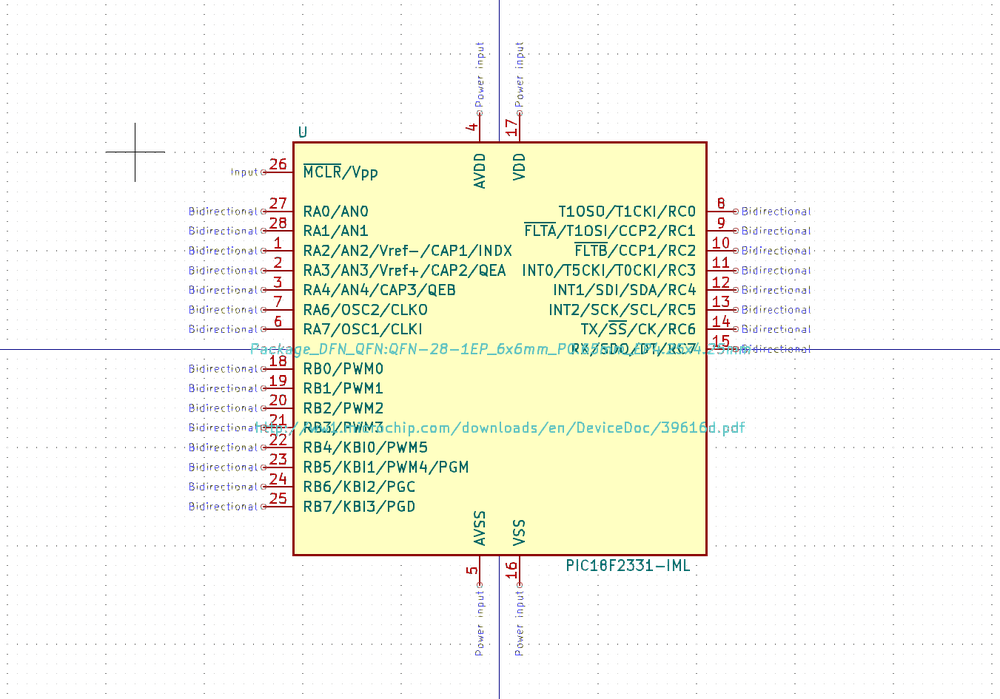 Power input
Power input
4
17
U
AVDD
VDD
Input 26 MCLR/Vpp
Bidirectional 27 RA0/AN0
T1OSO/T1CKI/RC0 8 Bidirectional
Bidirectional 28 RA1/AN1
FLTA/T1OSI/CCP2/RC1 9 Bidirectional
Bidirectional 1 RA2/AN2/Vref-/CAP1/INDX
FLTB/CCP1/RC2 10 Bidirectional
Bidirectional 2 RA3/AN3/Vref+/CAP2/QEA
INT0/T5CKI/T0CKI/RC3 11 Bidirectional
Bidirectional 3 RA4/AN4/CAP3/QEB
INT1/SDI/SDA/RC4 12 Bidirectional
Bidirectional 7 RA6/OSC2/CLKO
INT2/SCK/SCL/RC5 13 Bidirectional
Bidirectional 6 RA7/OSC1/CLKI
TX/SS/CK/RC6 14 Bidirectional
Package_DFN_QFN:QFN-28-1EP_6x6mm
RX/SDO/DT/RC7 15 Bidirectional
Bidirectional 18 RB0/PWM0
Bidirectional 19 RB1/PWM1
Bidirectional 20 RB2/PWM2
Bidirectional 21 RB3/PWM3
http://ww1.microchip.com/downloads/en/DeviceDoc/39616d.pdf
Bidirectional 22 RB4/KBI0/PWM5
Bidirectional 23 RB5/KBI1/PWM4/PGM
Bidirectional 24 RB6/KBI2/PGC
Bidirectional 25 RB7/KBI3/PGD
AVSS
VSS
5
16
PIC18F2331-IML
Power input
Power input